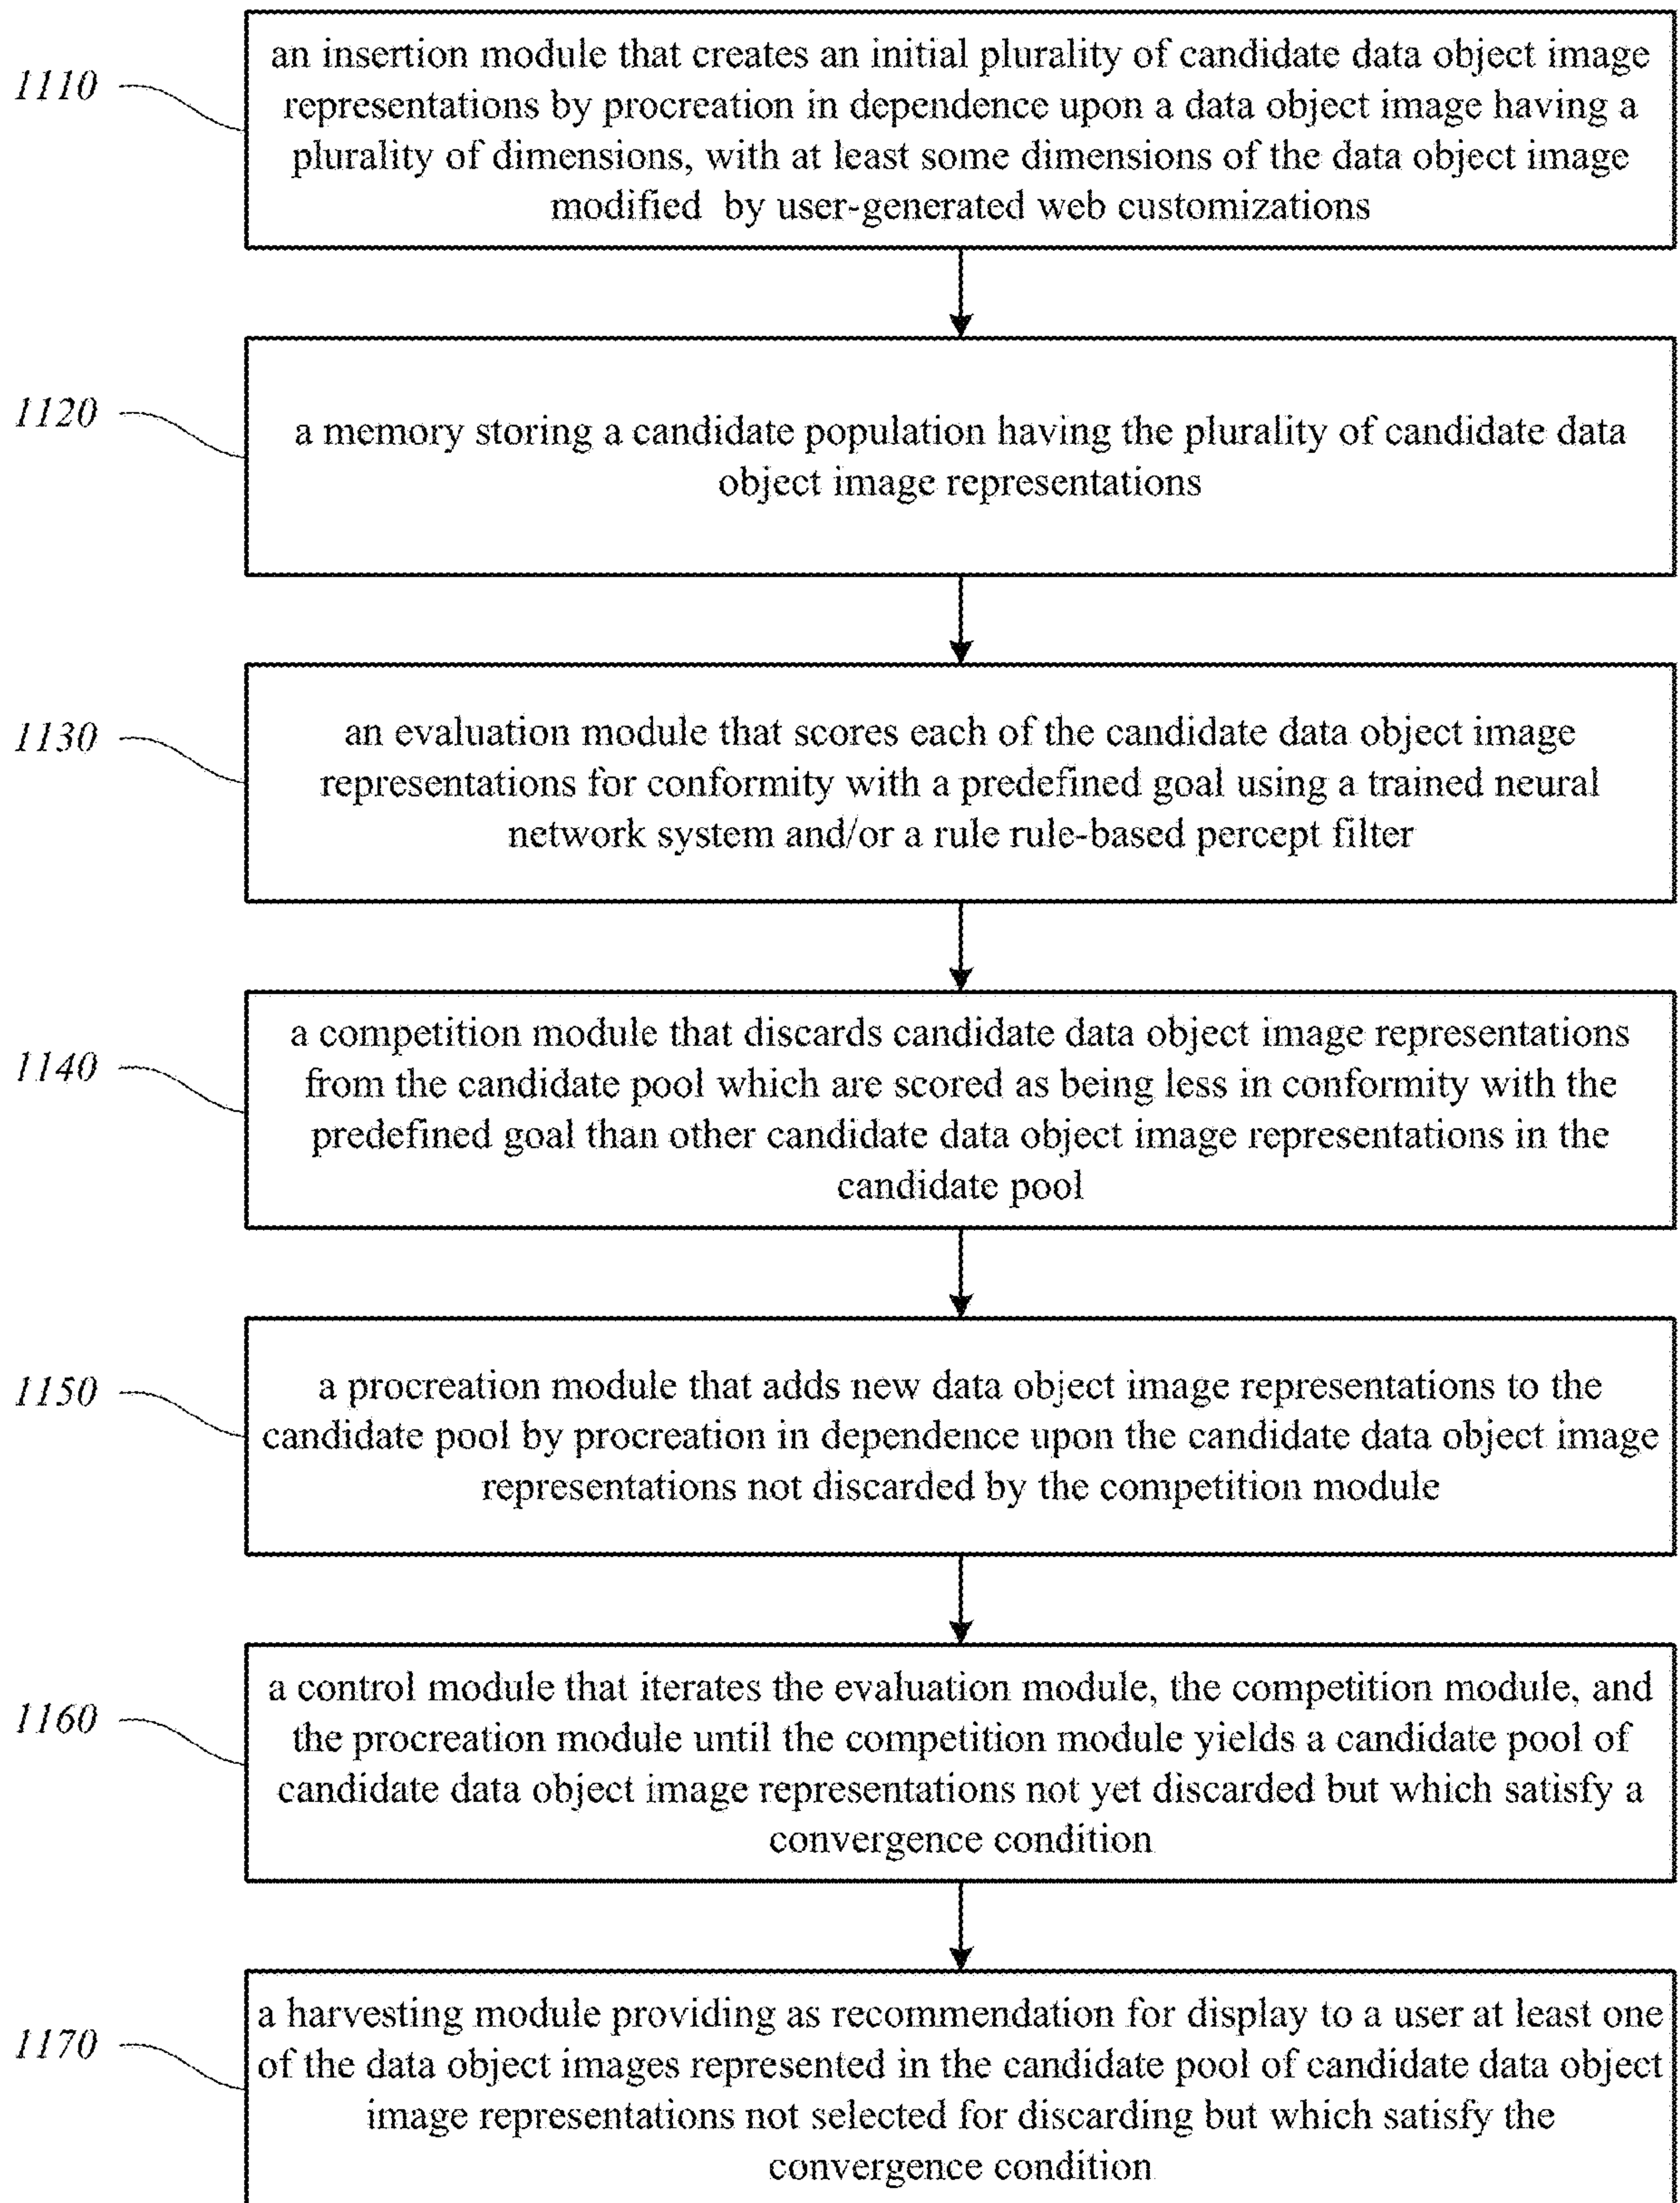 1110
an insertion module that creates an initial plurality of candidate data object image
representations by procreation in dependence upon a data object image having a
plurality of dimensions, with at least some dimensions of the data object image
modified by user-generated web customizations
1120
a memory storing a candidate population having the plurality of candidate data
object image representations
1130
an evaluation module that scores each of the candidate data object image
representations for conformity with a predefined goal using a trained neural
network system and/or a rule rule-based percept filter
1140
a competition module that discards candidate data object image representations
from the candidate pool which are scored as being less in conformity with the
predefined goal than other candidate data object image representations in the
candidate pool
1150
a procreation module that adds new data object image representations to the
candidate pool by procreation in dependence upon the candidate data object image
representations not discarded by the competition module
1160
a control module that iterates the evaluation module, the competition module, and
the procreation module until the competition module yields a candidate pool of
candidate data object image representations not yet discarded but which satisfy a
convergence condition
1170
a harvesting module providing as recommendation for display to a user at least one
of the data object images represented in the candidate pool of candidate data object
image representations not selected for discarding but which satisfy the
convergence condition